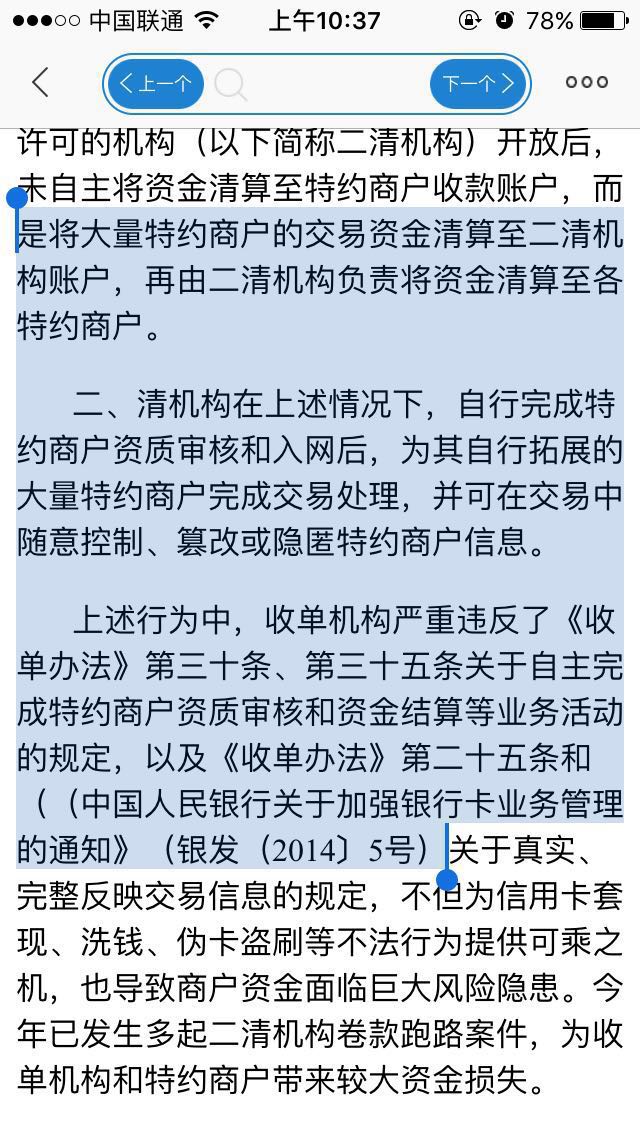 中国联通 上午10:37 78%
上一个 下一个
许可的机构（以下简称二清机构）开放后，
未自主将资金清算至特约商户收款账户，而
是将大量特约商户的交易资金清算至二清机
构账户，再由二清机构负责将资金清算至各
特约商户。
二、清机构在上述情况下，自行完成特
约商户资质审核和入网后，为其自行拓展的
大量特约商户完成交易处理，并可在交易中
随意控制、篡改或隐匿特约商户信息。
上述行为中，收单机构严重违反了《收
单办法》第三十条、第三十五条关于自主完
成特约商户资质审核和资金结算等业务活动
的规定，以及《收单办法》第二十五条和
（（中国人民银行关于加强银行卡业务管理
的通知》（银发（2014〕5号）关于真实、
完整反映交易信息的规定，不但为信用卡套
现、洗钱、伪卡盗刷等不法行为提供可乘之
机，也导致商户资金面临巨大风险隐患。今
年已发生多起二清机构卷款跑路案件，为收
单机构和特约商户带来较大资金损失。